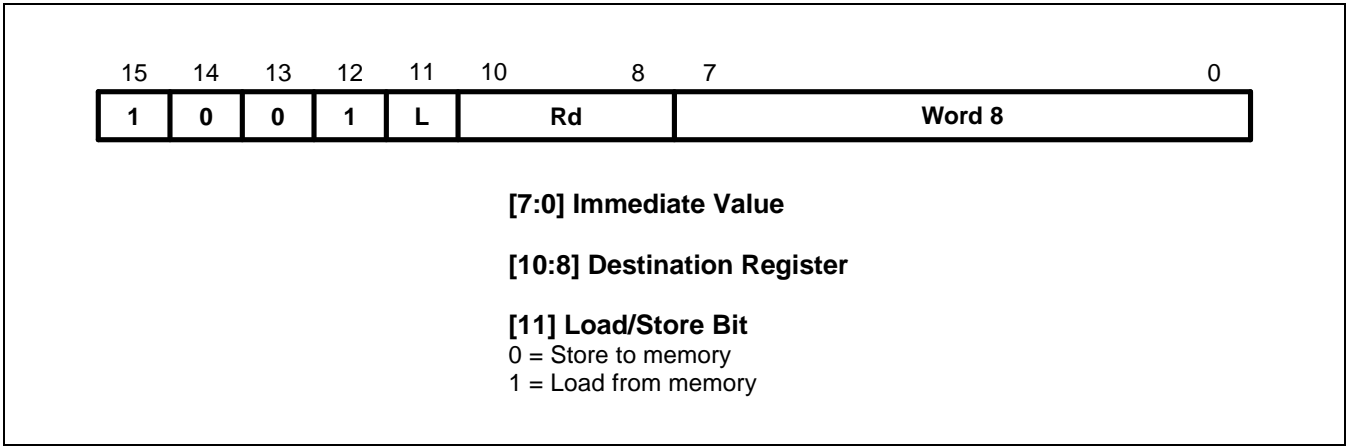 15 14 13 12 11 10 8 7 0
1 0 0 1 L Rd Word 8
[7:0] Immediate Value
[10:8] Destination Register
[11] Load/Store Bit
0 = Store to memory
1 = Load from memory